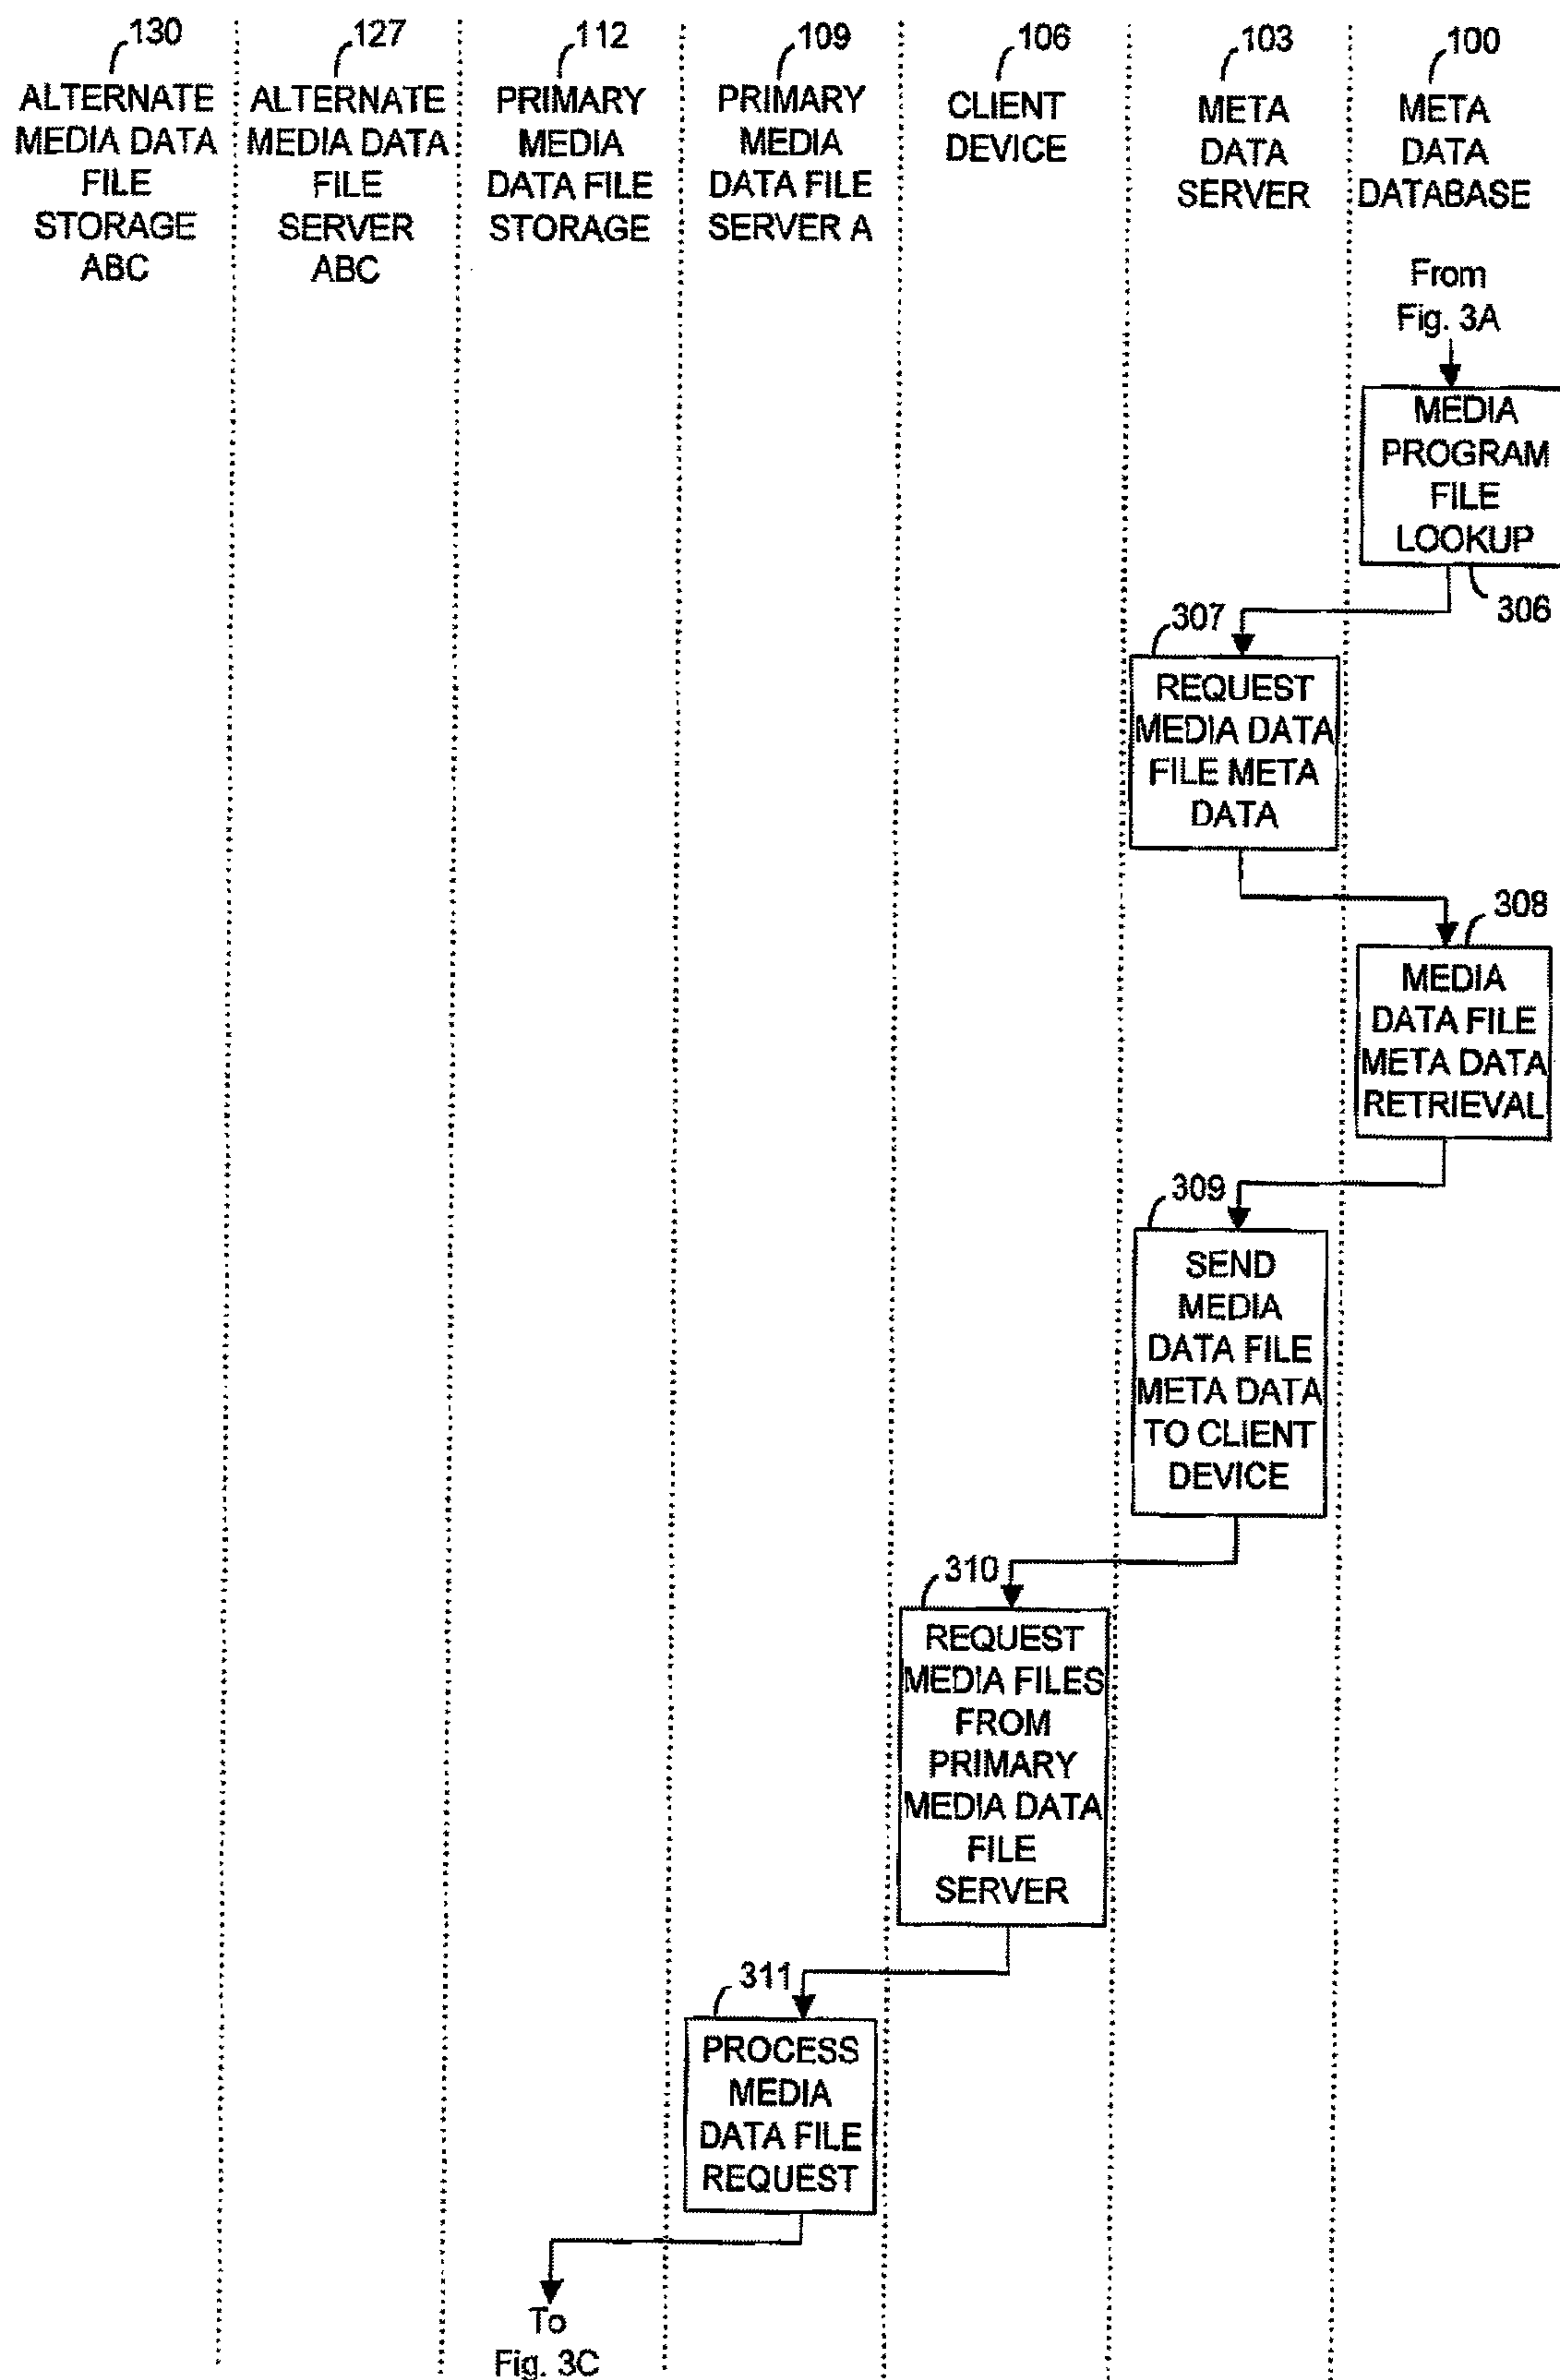 130
ALTERNATE
MEDIA DATA
FILE
STORAGE
ABC
127
ALTERNATE
MEDIA DATA
FILE
SERVER
ABC
112
PRIMARY
MEDIA
DATA FILE
STORAGE
109
PRIMARY
MEDIA
DATA FILE
SERVER A
106
CLIENT
DEVICE
103
META
DATA
SERVER
100
META
DATA
DATABASE
From
Fig. 3A
MEDIA
PROGRAM
FILE
LOOKUP
306
307
REQUEST
MEDIA DATA
FILE META
DATA
308
MEDIA
DATA FILE
META DATA
RETRIEVAL
309
SEND
MEDIA
DATA FILE
META DATA
TO CLIENT
DEVICE
310
REQUEST
MEDIA FILES
FROM
PRIMARY
MEDIA DATA
FILE
SERVER
311
PROCESS
MEDIA
DATA FILE
REQUEST
To
Fig. 3C